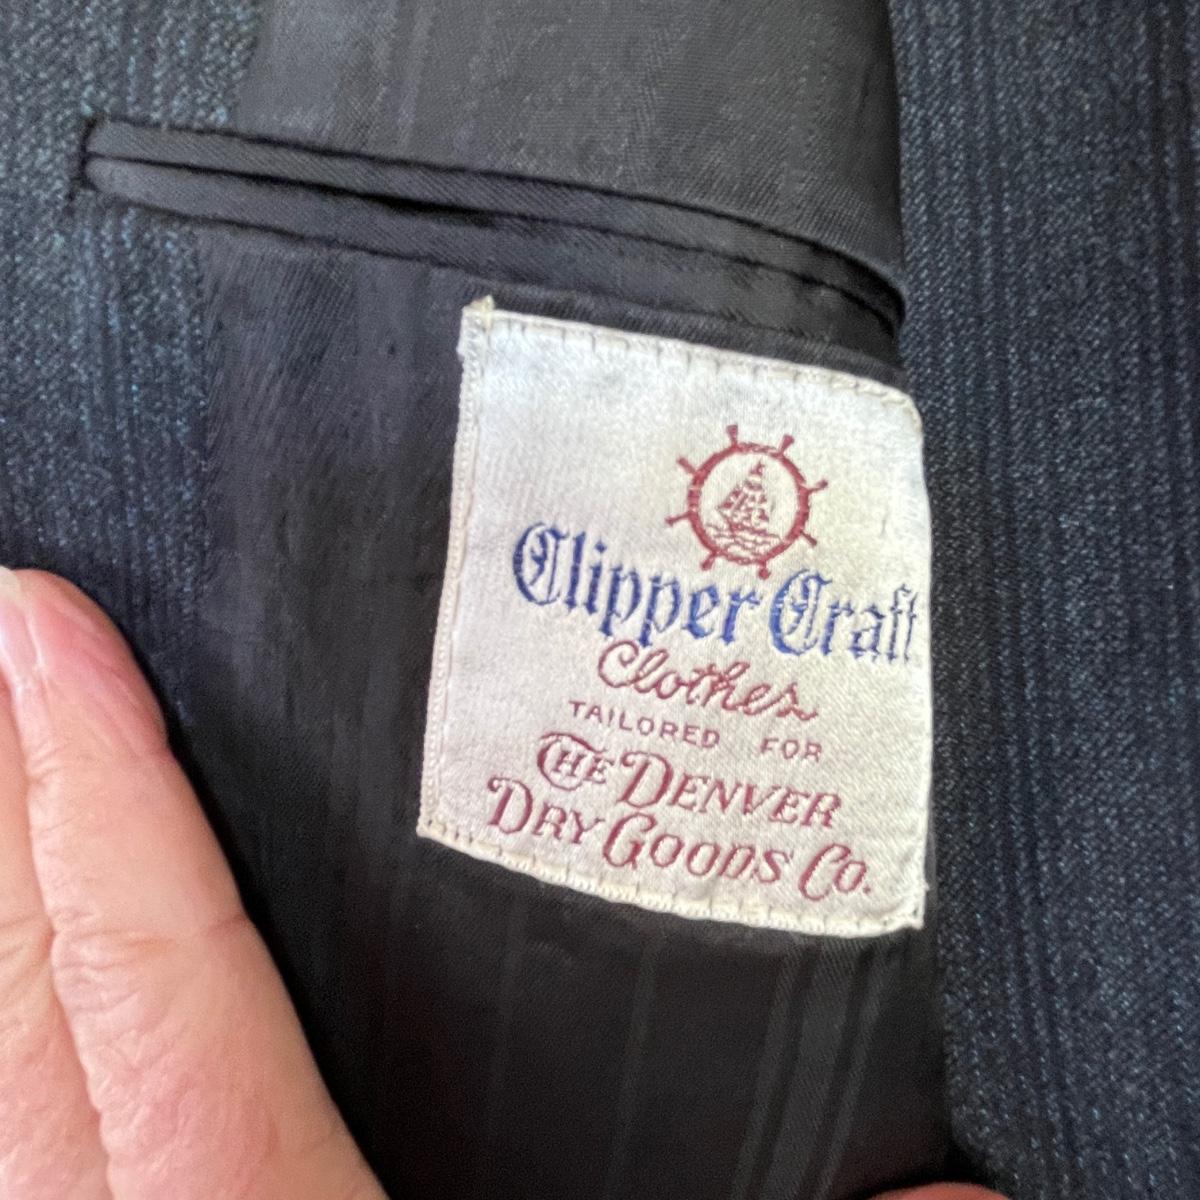 Clipper Craft
Clothes
TAILORED FOR
THE DENVER
DRY GOODS CO.